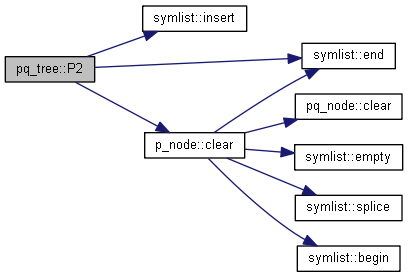 symlist::insert
symlist::end
pq_tree::P2
pq_node::clear
p_node::clear
symlist::empty
symlist::splice
symlist::begin